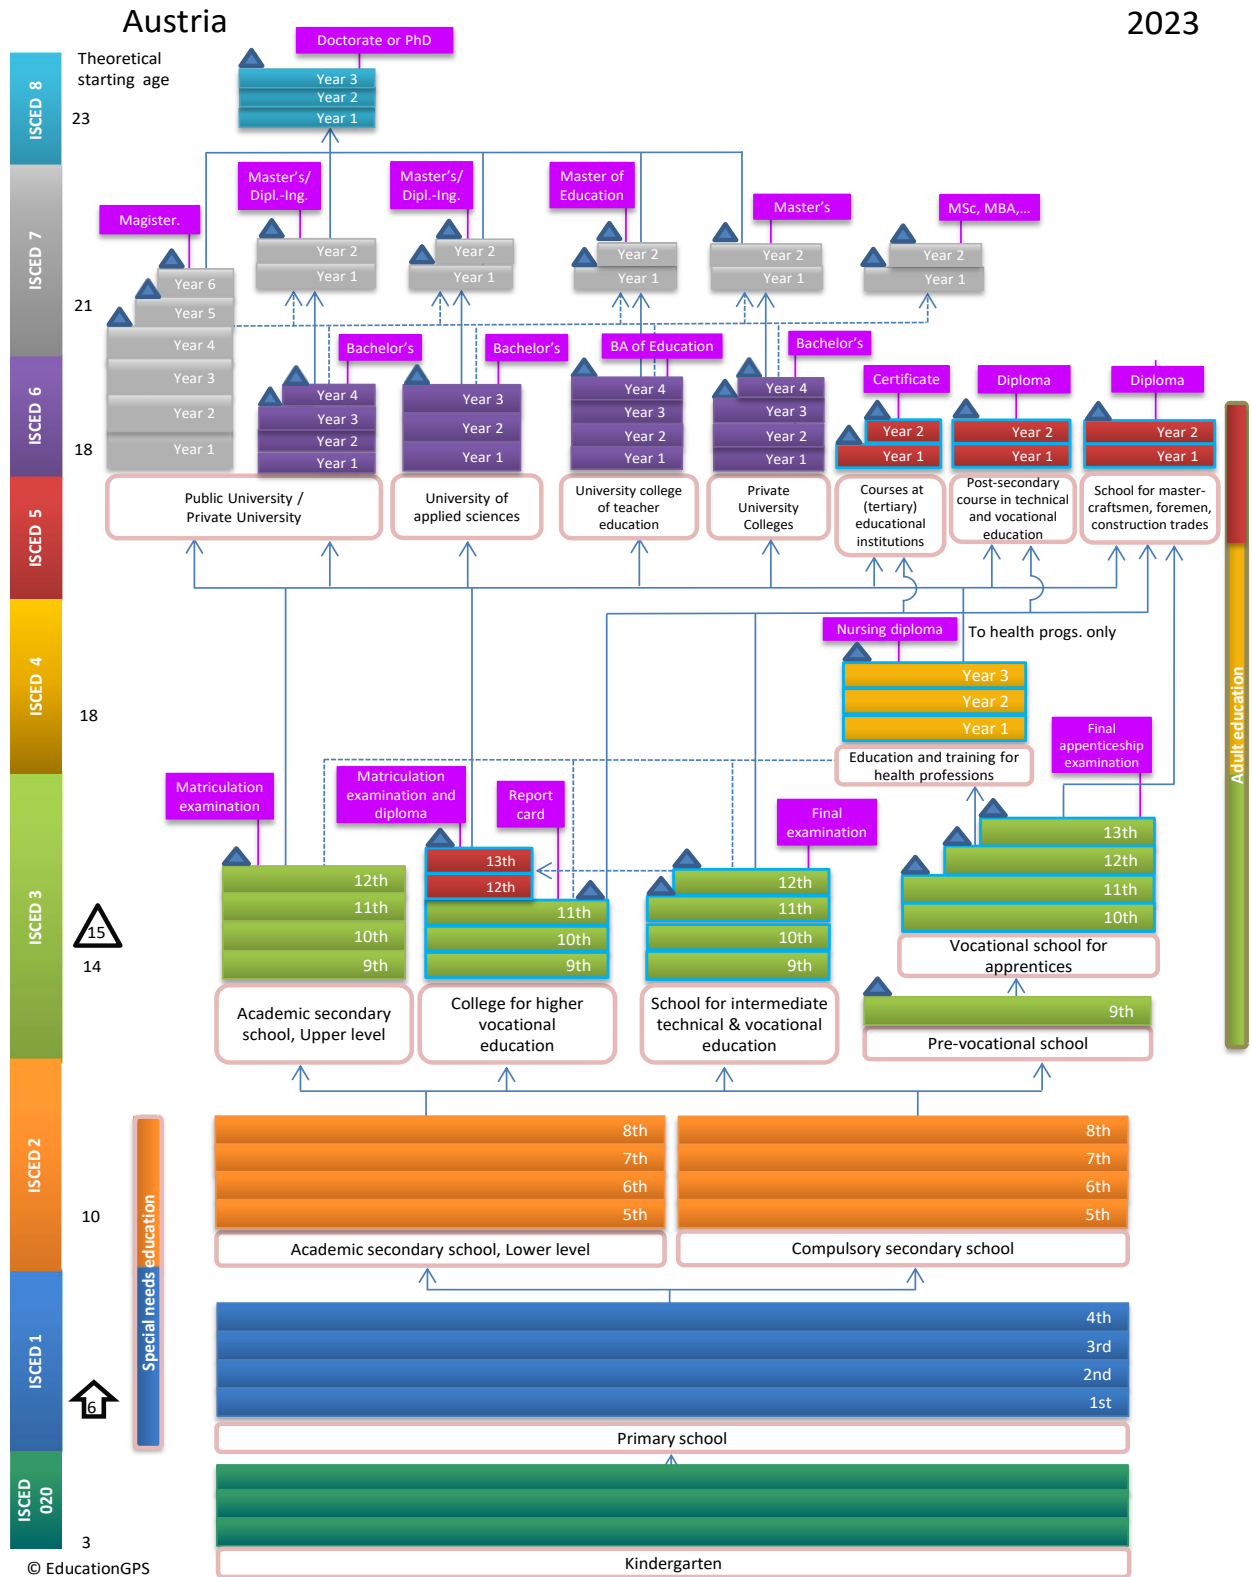 Austria
2023
Theoretical
starting age
ISCED 8
23
Doctorate or PhD
Year 3
Year 2
Year 1
ISCED 7
21
Magister.
Year 6
Year 5
Year 4
Year 3
Year 2
Year 1
Master's/
Dipl.-Ing.
Year 2
Year 1
Master's/
Dipl.-Ing.
Year 2
Year 1
Master of
Education
Year 2
Year 1
Master's
Year 2
Year 1
MSc, MBA,...
Year 2
Year 1
ISCED 6
18
Bachelor's
Year 4
Year 3
Year 2
Year 1
Bachelor's
Year 3
Year 2
Year 1
BA of Education
Year 4
Year 3
Year 2
Year 1
Bachelor's
Year 4
Year 3
Year 2
Year 1
Certificate
Year 2
Year 1
Diploma
Year 2
Year 1
Diploma
Year 2
Year 1
ISCED 5
Public University /
Private University
University of
applied sciences
University college
of teacher
education
Private
University
Colleges
Courses at
(tertiary)
educational
institutions
Post-secondary
course in technical
and vocational
education
School for master-
craftsmen, foremen,
construction trades
ISCED 4
18
Nursing diploma
To health progs. only
Year 3
Year 2
Year 1
Education and training for
health professions
Adult education
ISCED 3
15
14
Matriculation
examination
12th
11th
10th
9th
Academic secondary
school, Upper level
Matriculation
examination and
diploma
Report
card
13th
12th
11th
10th
9th
College for higher
vocational
education
Final
examination
12th
11th
10th
9th
School for intermediate
technical & vocational
education
Final
apprenticeship
examination
13th
12th
11th
10th
Vocational school for
apprentices
9th
Pre-vocational school
ISCED 2
10
Special needs education
8th
7th
6th
5th
Academic secondary school, Lower level
8th
7th
6th
5th
Compulsory secondary school
ISCED 1
6
4th
3rd
2nd
1st
Primary school
ISCED
020
3
Kindergarten
© EducationGPS